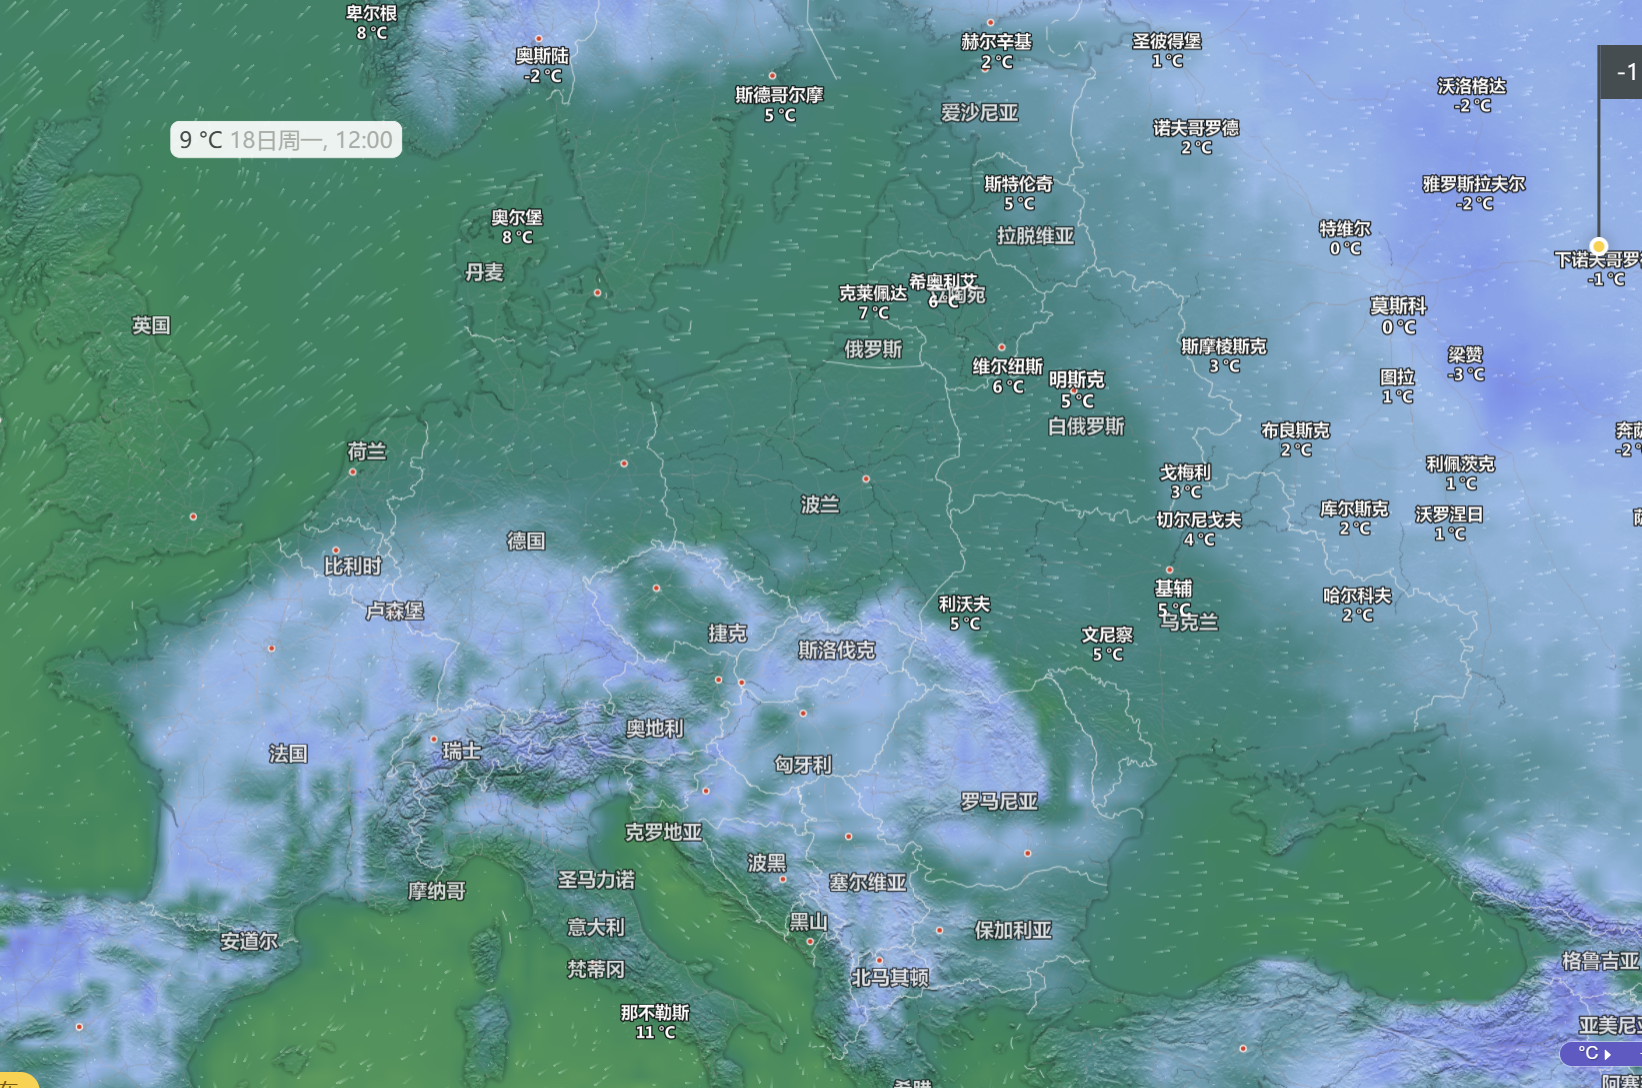 卑尔根
8 °C
奥斯陆
-2 °C
赫尔辛基
2 °C
圣彼得堡
1 °C
斯德哥尔摩
5 °C
沃洛格达
-2 °C
-1
爱沙尼亚
诺夫哥罗德
2 °C
9 °C 18日周一, 12:00
斯特伦奇
5 °C
雅罗斯拉夫尔
-2 °C
奥尔堡
8 °C
拉脱维亚
特维尔
0 °C
丹麦
下诺夫哥罗
-1 °C
克莱佩达
7 °C
希奥利艾
6 °C
英国
莫斯科
0 °C
俄罗斯
斯摩棱斯克
3 °C
梁赞
-3 °C
维尔纽斯
6 °C
明斯克
5 °C
图拉
1 °C
白俄罗斯
布良斯克
2 °C
奔
-2
荷兰
戈梅利
3 °C
利佩茨克
1 °C
波兰
切尔尼戈夫
4 °C
库尔斯克
2 °C
沃罗涅日
1 °C
德国
比利时
基辅
5 °C
乌克兰
哈尔科夫
2 °C
卢森堡
利沃夫
5 °C
捷克
文尼察
5 °C
斯洛伐克
法国
瑞士
奥地利
匈牙利
罗马尼亚
克罗地亚
波黑
摩纳哥
圣马力诺
塞尔维亚
安道尔
意大利
黑山
保加利亚
梵蒂冈
北马其顿
格鲁吉亚
那不勒斯
11 °C
亚美尼
°C
希腊
阿塞